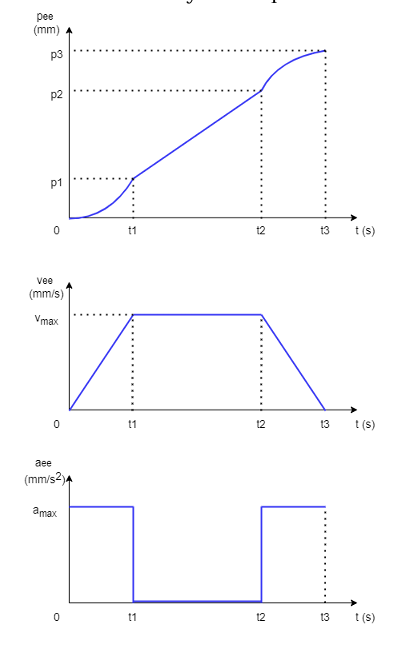 pee
(mm)
p3
p2
p1
0
t1
t2
t3
t (s)
vee
(mm/s)
vmax
0
t1
t2
t3
t (s)
aee
(mm/s²)
amax
0
t1
t2
t3
t (s)